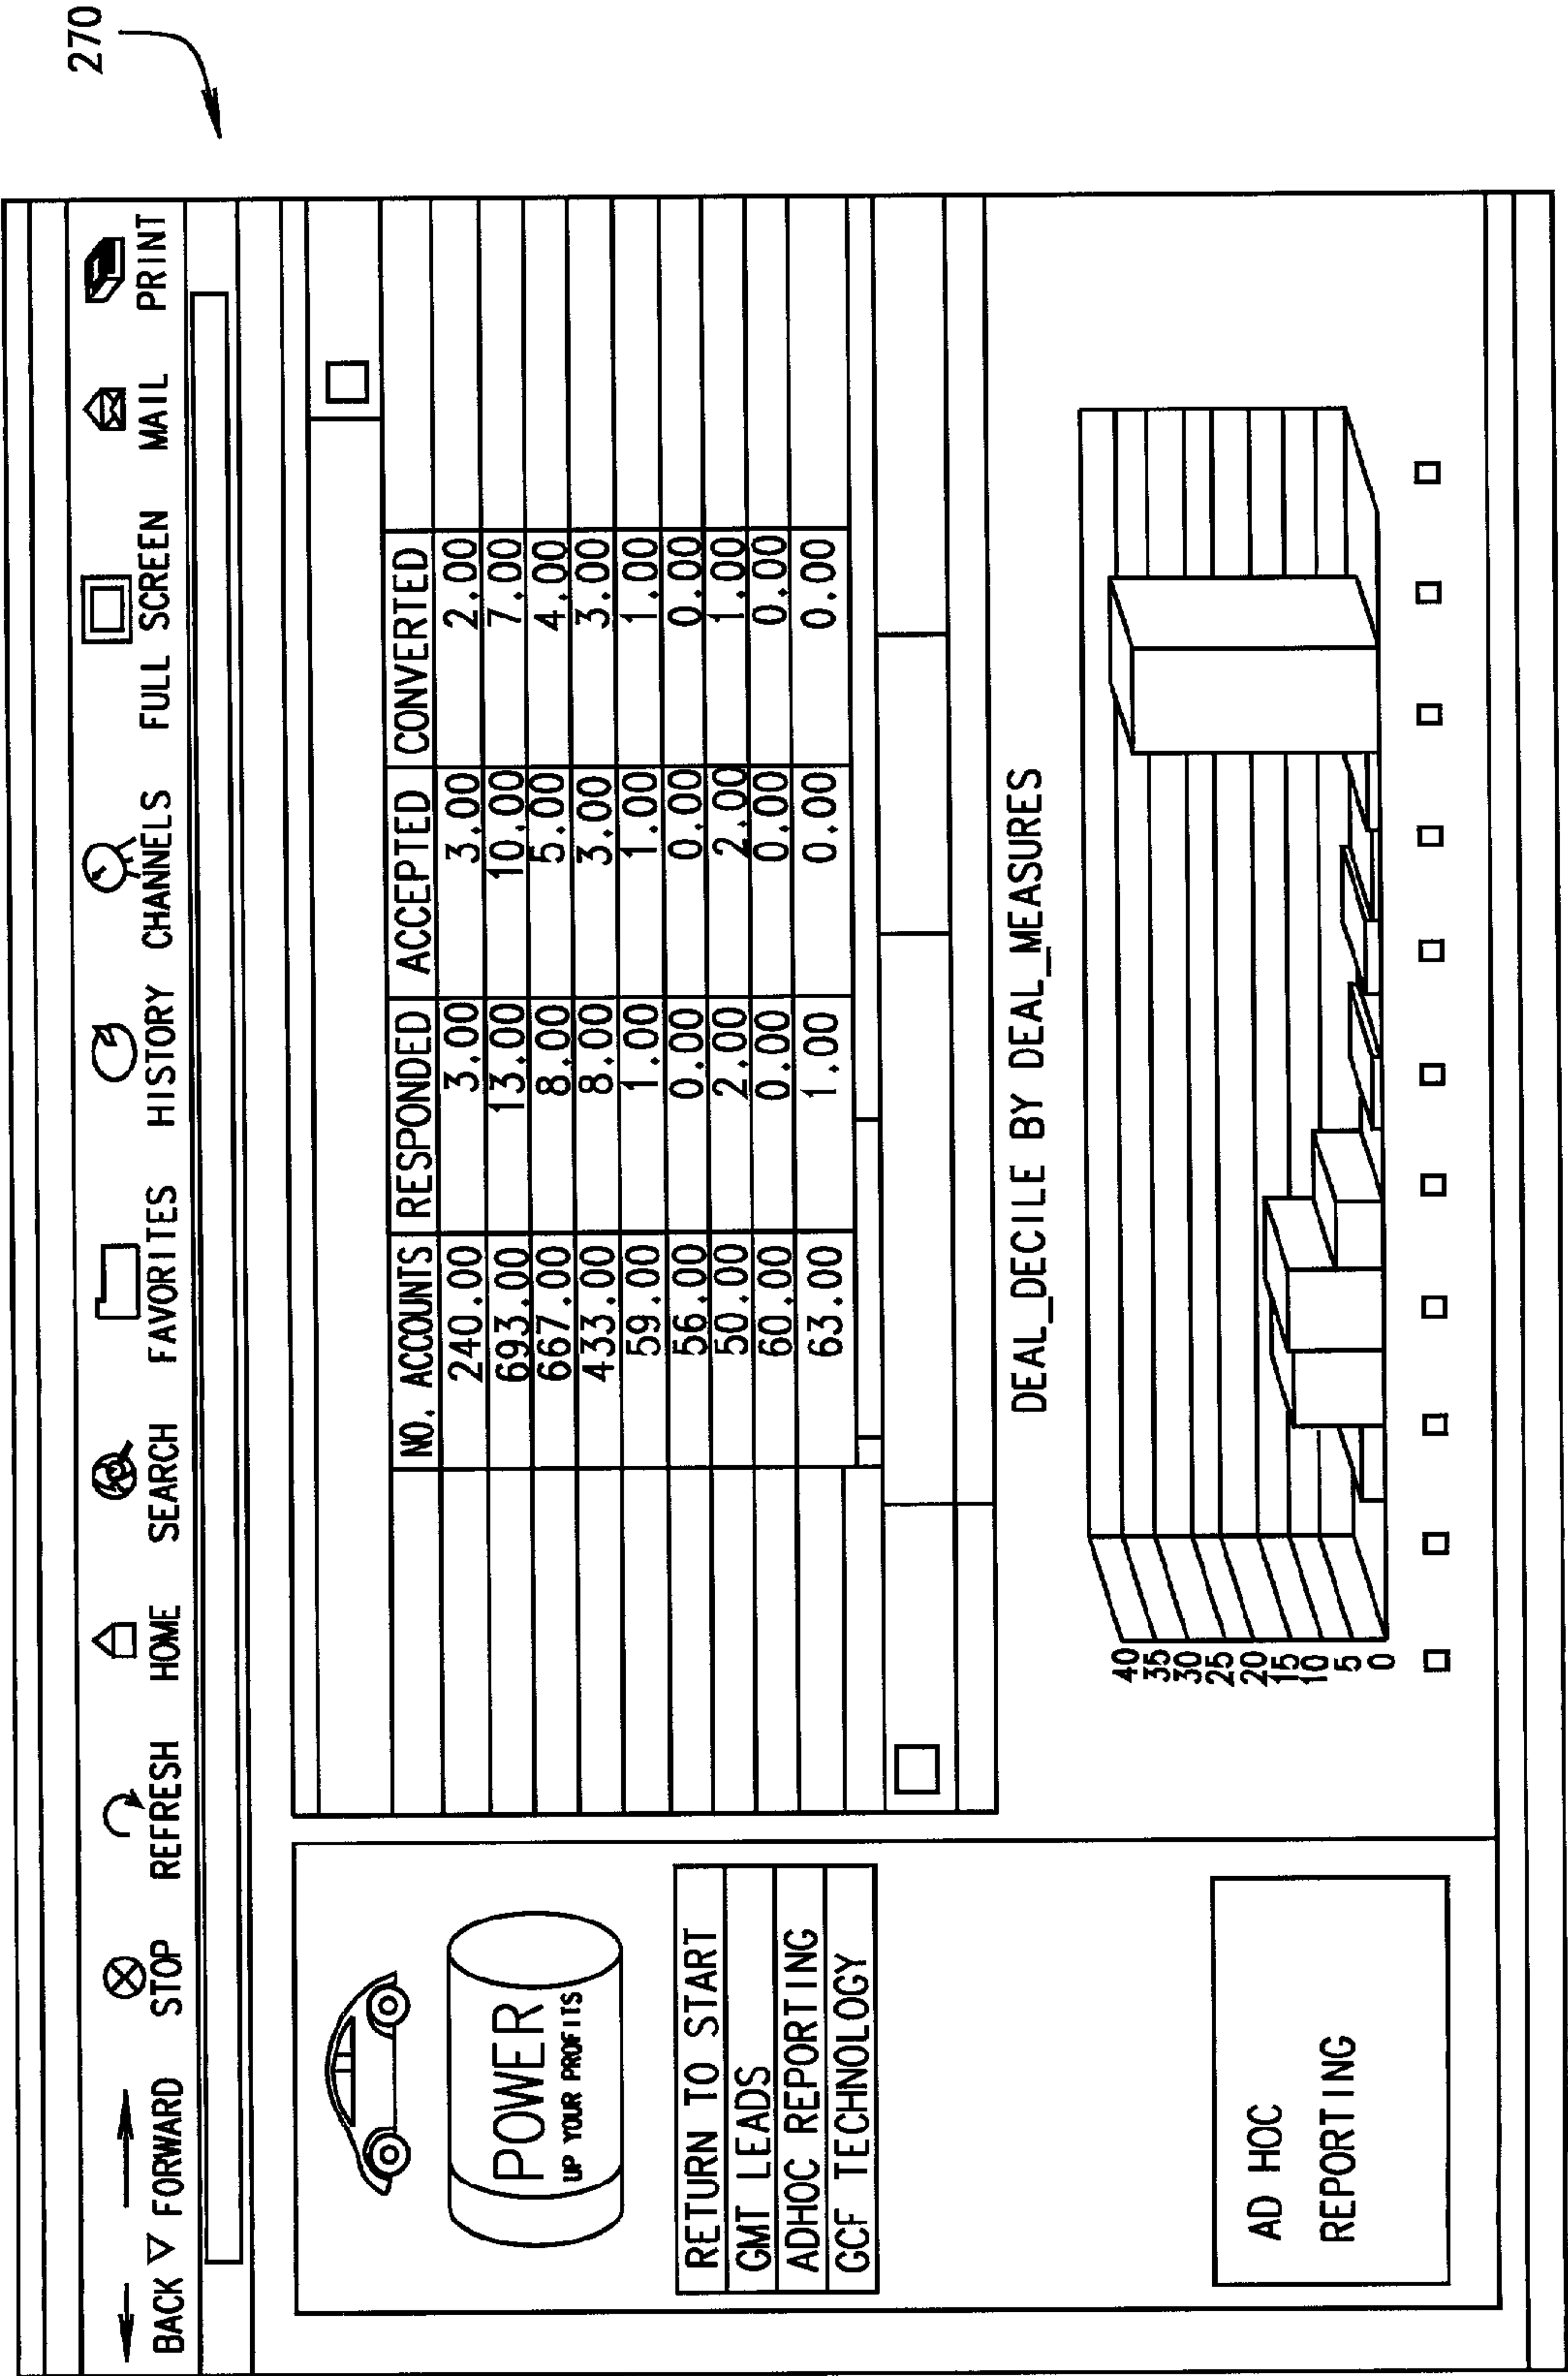 270
BACK ▽ FORWARD STOP REFRESH HOME SEARCH FAVORITES HISTORY CHANNELS FULL SCREEN MAIL PRINT
POWER
UP YOUR PROFITS
RETURN TO START
GMT LEADS
ADHOC REPORTING
GCF TECHNOLOGY
AD HOC
REPORTING
NO. ACCOUNTS RESPONDED ACCEPTED CONVERTED
240.00 3.00 3.00 2.00
693.00 13.00 10.00 7.00
667.00 8.00 5.00 4.00
433.00 8.00 3.00 3.00
59.00 1.00 1.00 1.00
56.00 0.00 0.00 0.00
50.00 2.00 2.00 1.00
60.00 0.00 0.00 0.00
63.00 1.00 0.00 0.00
DEAL_DECILE BY DEAL_MEASURES
40
35
30
25
20
15
10
5
0